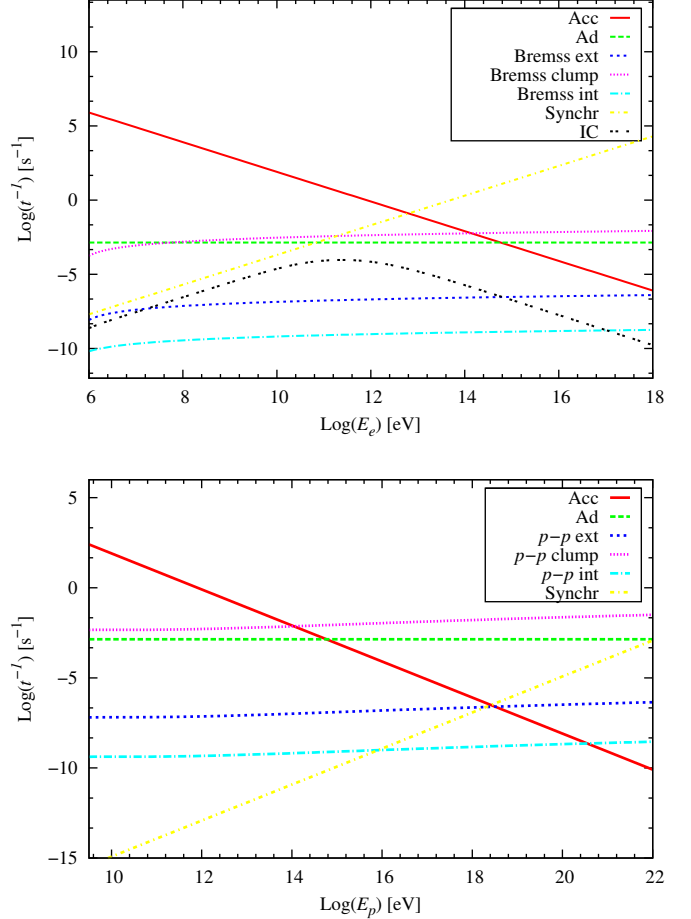 Acc
Ad
Bremss ext
Bremss clump
Bremss int
Synchr
IC
10
5
0
−5
−10
Log(t⁻¹) [s⁻¹]
6 8 10 12 14 16 18
Log(E_e) [eV]
Acc
Ad
p−p ext
p−p clump
p−p int
Synchr
5
0
−5
−10
−15
Log(t⁻¹) [s⁻¹]
10 12 14 16 18 20 22
Log(E_p) [eV]